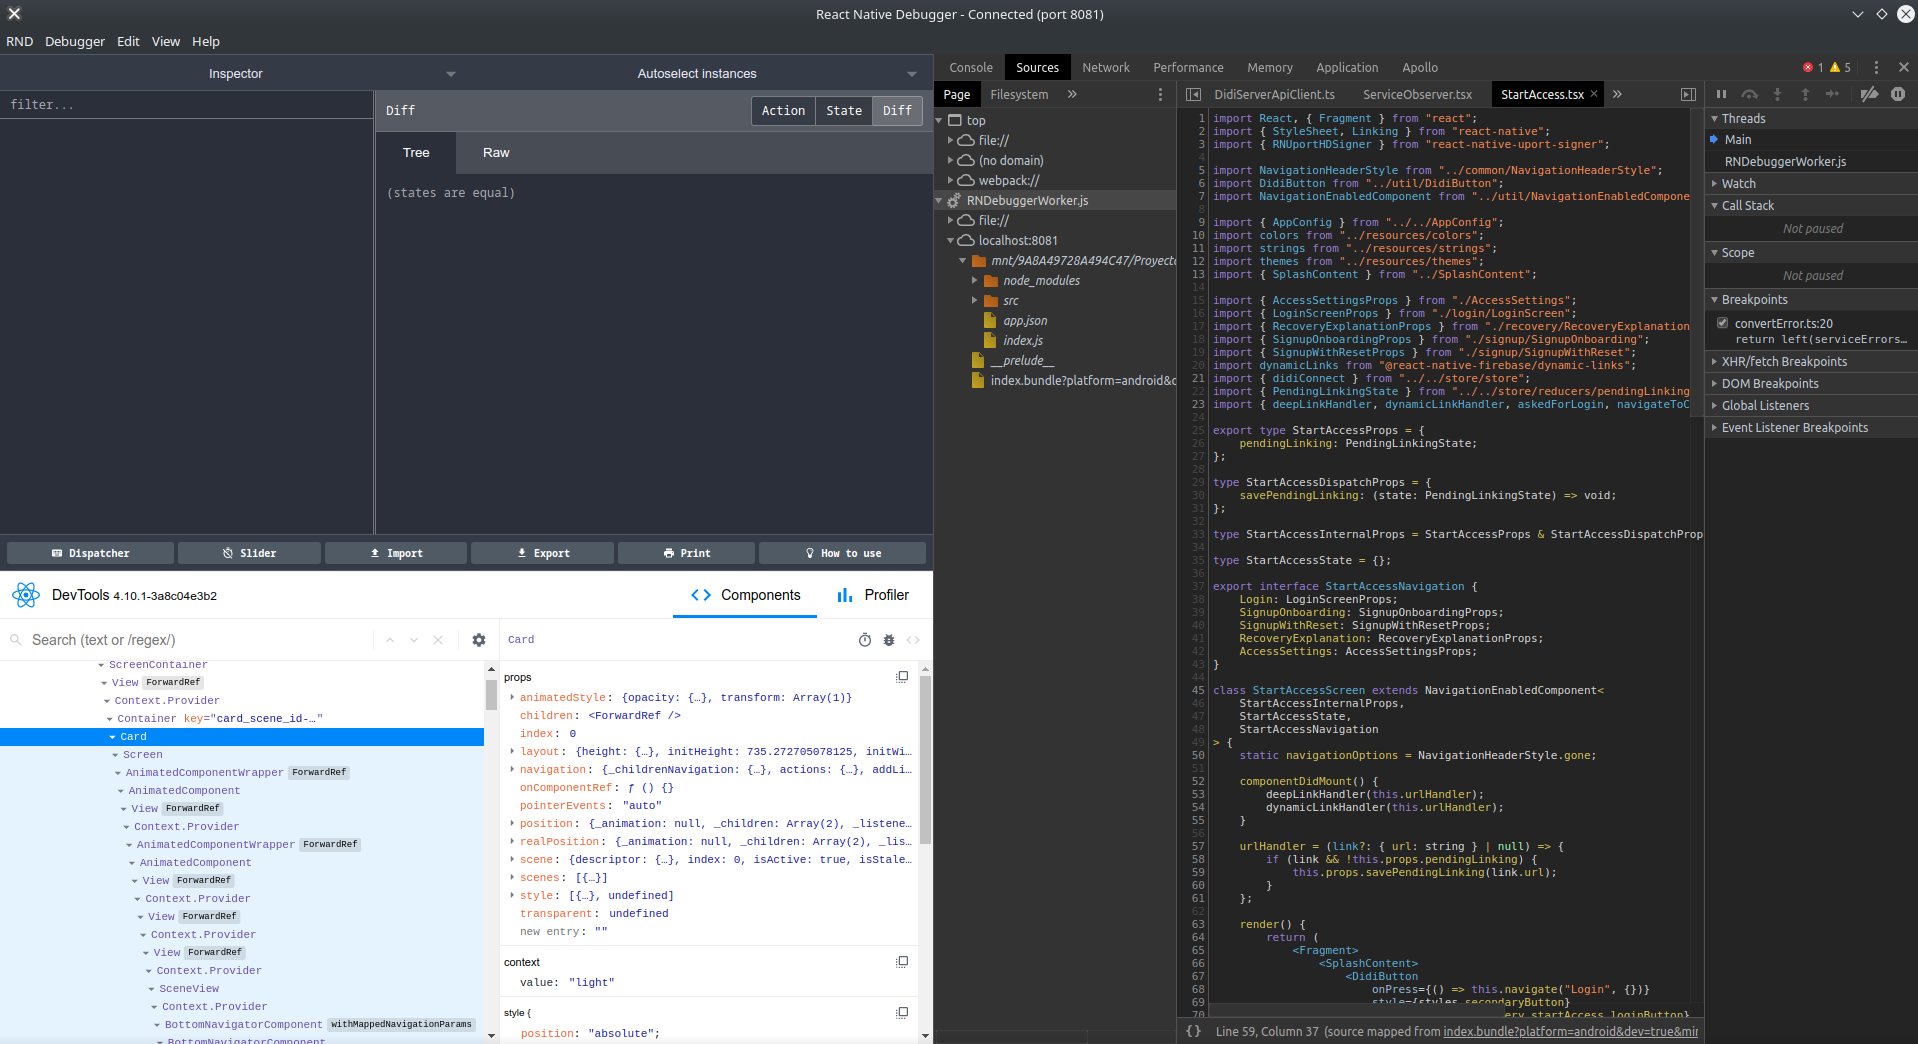 React Native Debugger - Connected (port 8081)
RND Debugger Edit View Help
Inspector
Autoselect instances
filter...
Diff
Action State Diff
Tree Raw
(states are equal)
Dispatcher Slider Import Export Print How to use
DevTools 4.10.1-3a8c04e3b2
Components Profiler
Search (text or /regex/)
ScreenContainer
View ForwardRef
Context.Provider
Container key="card_scene_id-…"
Card
Screen
AnimatedComponentWrapper ForwardRef
AnimatedComponent
View ForwardRef
Context.Provider
AnimatedComponentWrapper ForwardRef
AnimatedComponent
View ForwardRef
Context.Provider
View ForwardRef
Context.Provider
View ForwardRef
Context.Provider
SceneView
Context.Provider
BottomNavigatorComponent withMappedNavigationParams
BottomNavigatorComponent
Card
props
animatedStyle: {opacity: {…}, transform: Array(1)}
children: <ForwardRef />
index: 0
layout: {height: {…}, initHeight: 735.272705078125, initWi…
navigation: {_childrenNavigation: {…}, actions: {…}, addLi…
onComponentRef: ƒ () {}
pointerEvents: "auto"
position: {_animation: null, _children: Array(2), _listene…
realPosition: {_animation: null, _children: Array(2), _lis…
scene: {descriptor: {…}, index: 0, isActive: true, isStale…
scenes: [{…}]
style: [{…}, undefined]
transparent: undefined
new entry: ""
context
value: "light"
style {
position: "absolute";
Console Sources Network Performance Memory Application Apollo
1 5
Page Filesystem »
top
file://
(no domain)
webpack://
RNDebuggerWorker.js
file://
localhost:8081
mnt/9A8A49728A494C47/Proyect
node_modules
src
app.json
index.js
__prelude__
index.bundle?platform=android&c
DidiServerApiClient.ts ServiceObserver.tsx StartAccess.tsx × »
1 import React, { Fragment } from "react";
2 import { StyleSheet, Linking } from "react-native";
3 import { RNUportHDSigner } from "react-native-uport-signer";
4
5 import NavigationHeaderStyle from "../common/NavigationHeaderStyle";
6 import DidiButton from "../util/DidiButton";
7 import NavigationEnabledComponent from "../util/NavigationEnabledCompone
8
9 import { AppConfig } from "../../AppConfig";
10 import colors from "../resources/colors";
11 import strings from "../resources/strings";
12 import themes from "../resources/themes";
13 import { SplashContent } from "../SplashContent";
14
15 import { AccessSettingsProps } from "./AccessSettings";
16 import { LoginScreenProps } from "./login/LoginScreen";
17 import { RecoveryExplanationProps } from "./recovery/RecoveryExplanation
18 import { SignupOnboardingProps } from "./signup/SignupOnboarding";
19 import { SignupWithResetProps } from "./signup/SignupWithReset";
20 import dynamicLinks from "@react-native-firebase/dynamic-links";
21 import { didiConnect } from "../../store/store";
22 import { PendingLinkingState } from "../../store/reducers/pendingLinking
23 import { deepLinkHandler, dynamicLinkHandler, askedForLogin, navigateToC
24
25 export type StartAccessProps = {
26 pendingLinking: PendingLinkingState;
27 };
28
29 type StartAccessDispatchProps = {
30 savePendingLinking: (state: PendingLinkingState) => void;
31 };
32
33 type StartAccessInternalProps = StartAccessProps & StartAccessDispatchProp
34
35 type StartAccessState = {};
36
37 export interface StartAccessNavigation {
38 Login: LoginScreenProps;
39 SignupOnboarding: SignupOnboardingProps;
40 SignupWithReset: SignupWithResetProps;
41 RecoveryExplanation: RecoveryExplanationProps;
42 AccessSettings: AccessSettingsProps;
43 }
44
45 class StartAccessScreen extends NavigationEnabledComponent<
46 StartAccessInternalProps,
47 StartAccessState,
48 StartAccessNavigation
49 > {
50 static navigationOptions = NavigationHeaderStyle.gone;
51
52 componentDidMount() {
53 deepLinkHandler(this.urlHandler);
54 dynamicLinkHandler(this.urlHandler);
55 }
56
57 urlHandler = (link?: { url: string } | null) => {
58 if (link && !this.props.pendingLinking) {
59 this.props.savePendingLinking(link.url);
60 }
61 };
62
63 render() {
64 return (
65 <Fragment>
66 <SplashContent>
67 <DidiButton
68 onPress={() => this.navigate("Login", {})}
69 style={styles.secondaryButton}
70 ery.startAccess.loginButton}
{} Line 59, Column 37 (source mapped from index.bundle?platform=android&dev=true&mi
Threads
Main
RNDebuggerWorker.js
Watch
Call Stack
Not paused
Scope
Not paused
Breakpoints
convertError.ts:20
return left(serviceErrors…
XHR/fetch Breakpoints
DOM Breakpoints
Global Listeners
Event Listener Breakpoints